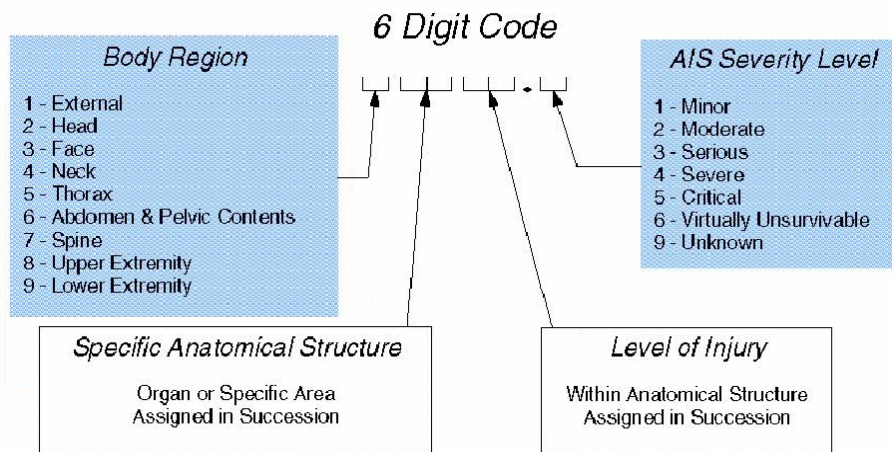 6 Digit Code
Body Region
1 - External
2 - Head
3 - Face
4 - Neck
5 - Thorax
6 - Abdomen & Pelvic Contents
7 - Spine
8 - Upper Extremity
9 - Lower Extremity
AIS Severity Level
1 - Minor
2 - Moderate
3 - Serious
4 - Severe
5 - Critical
6 - Virtually Unsurvivable
9 - Unknown
Specific Anatomical Structure
Organ or Specific Area
Assigned in Succession
Level of Injury
Within Anatomical Structure
Assigned in Succession